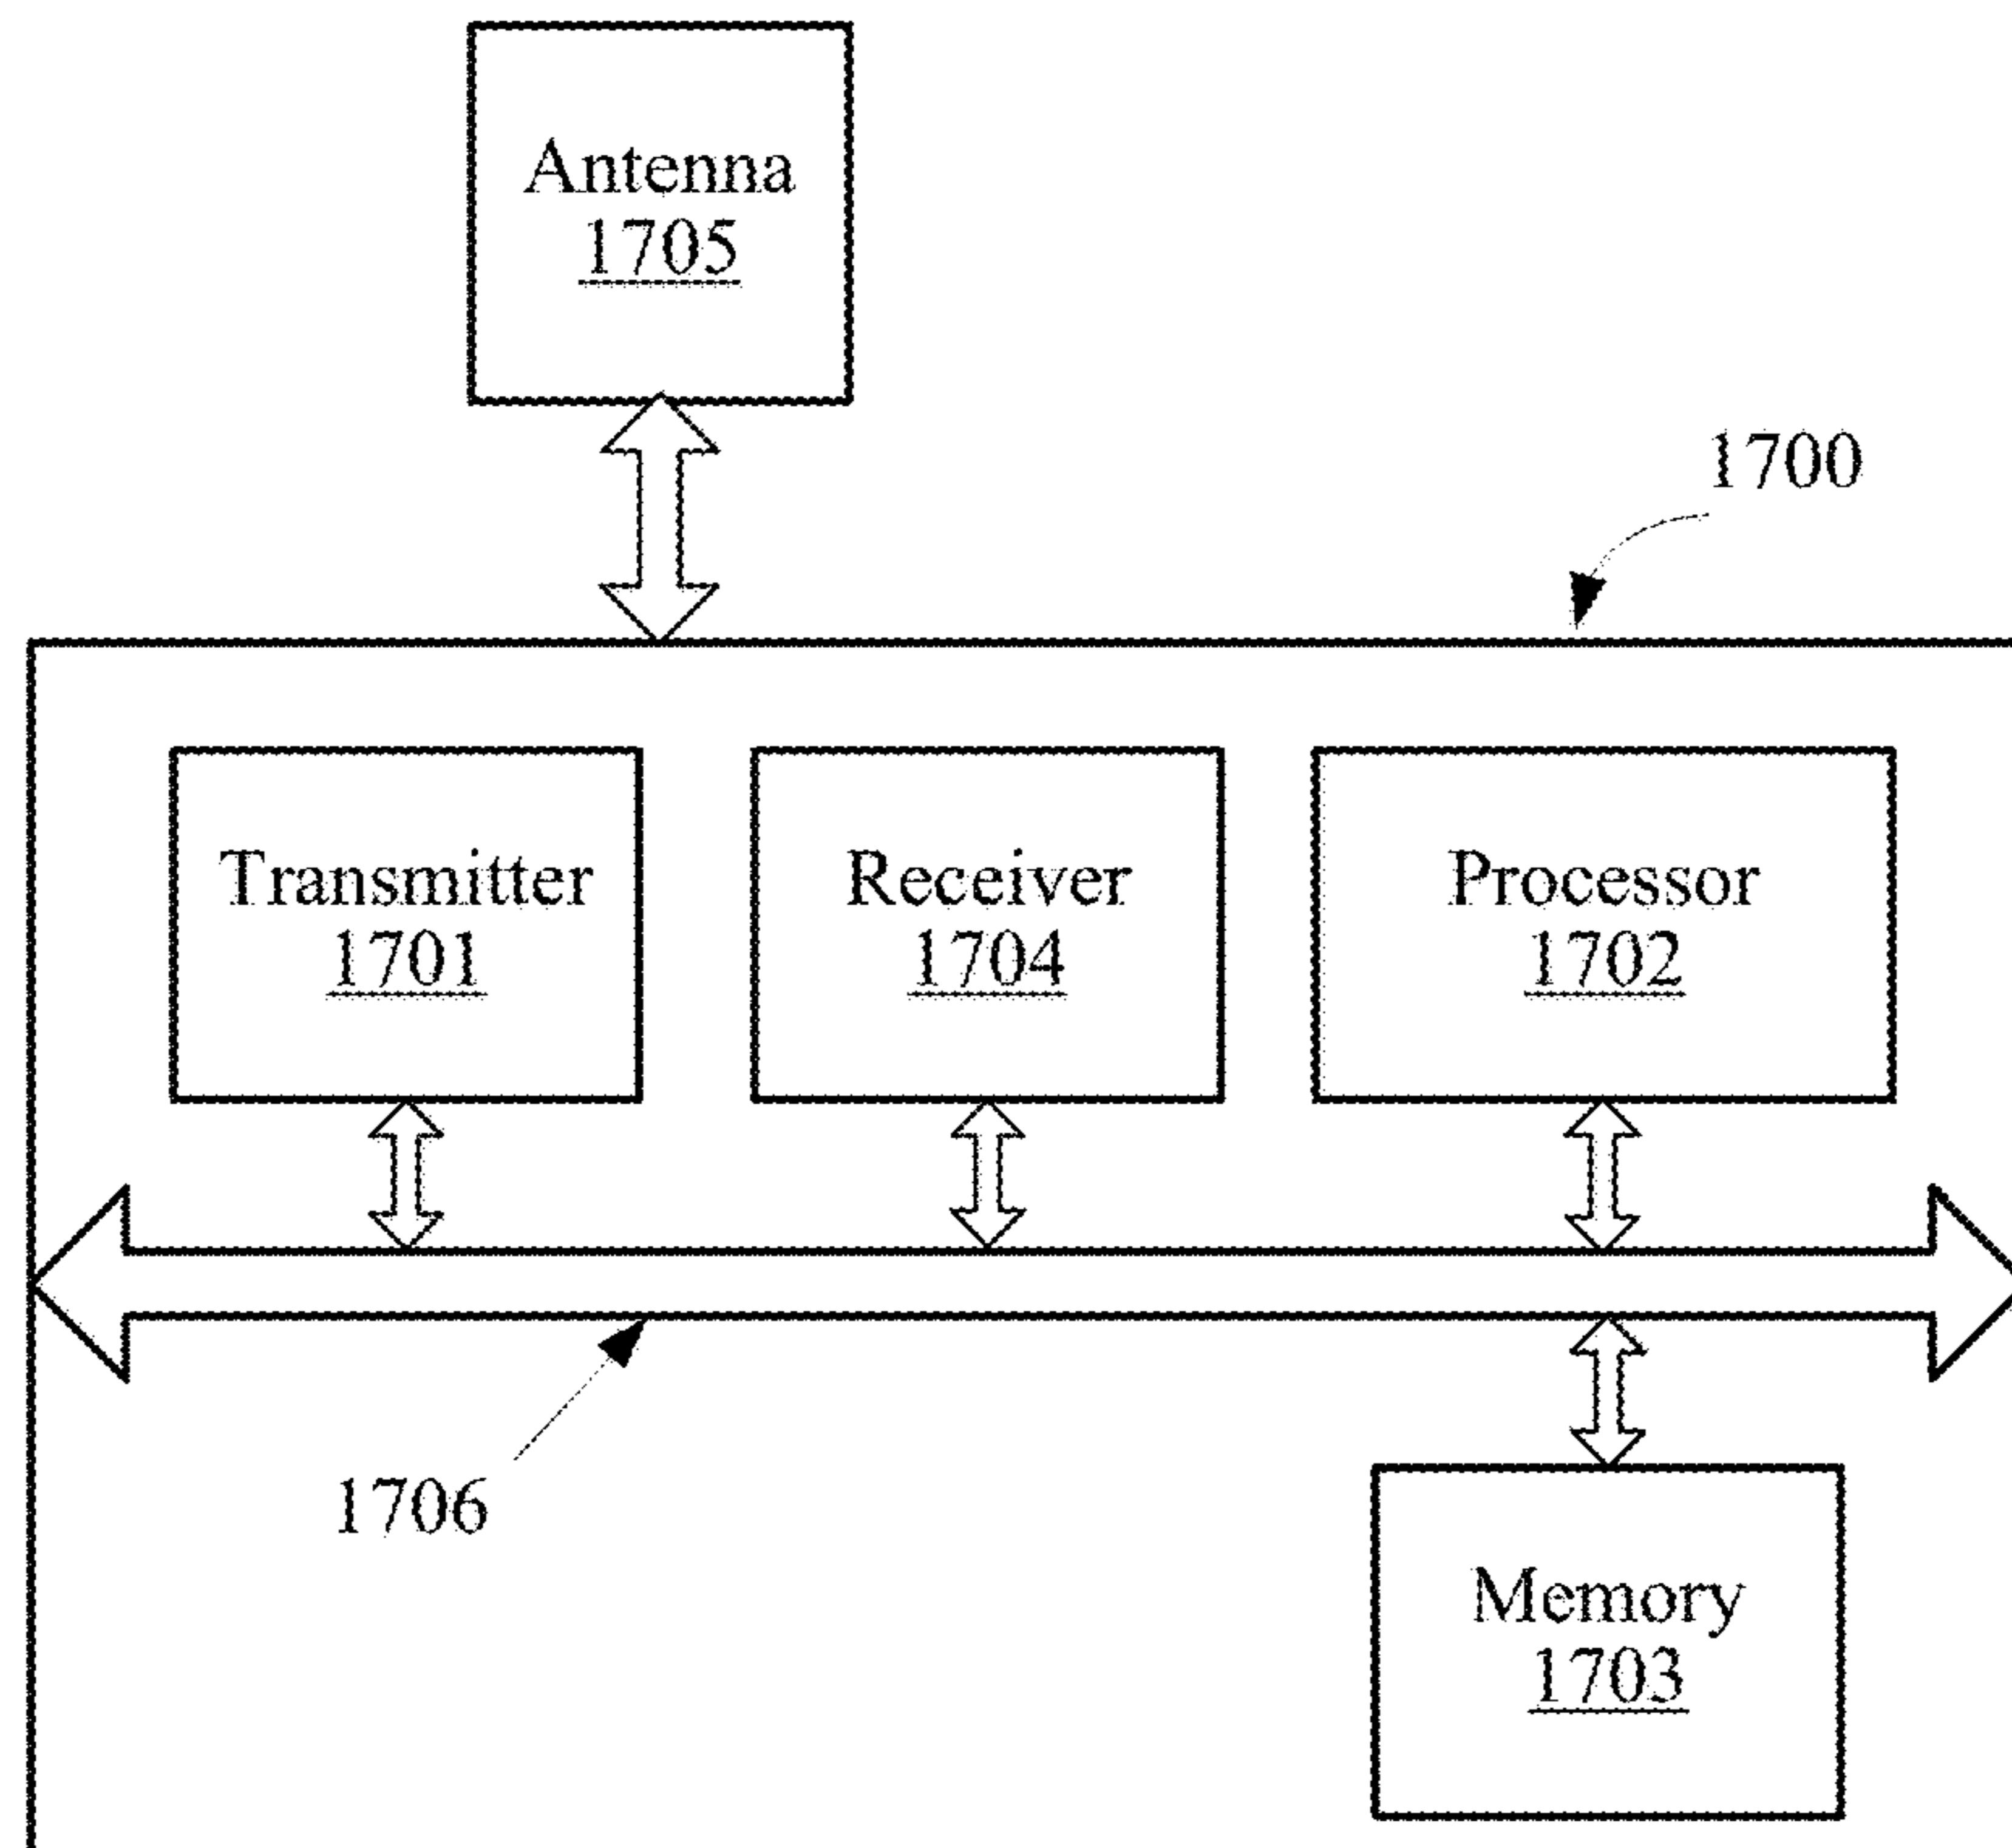 Antenna
1705
1700
Transmitter
1701
Receiver
1704
Processor
1702
1706
Memory
1703